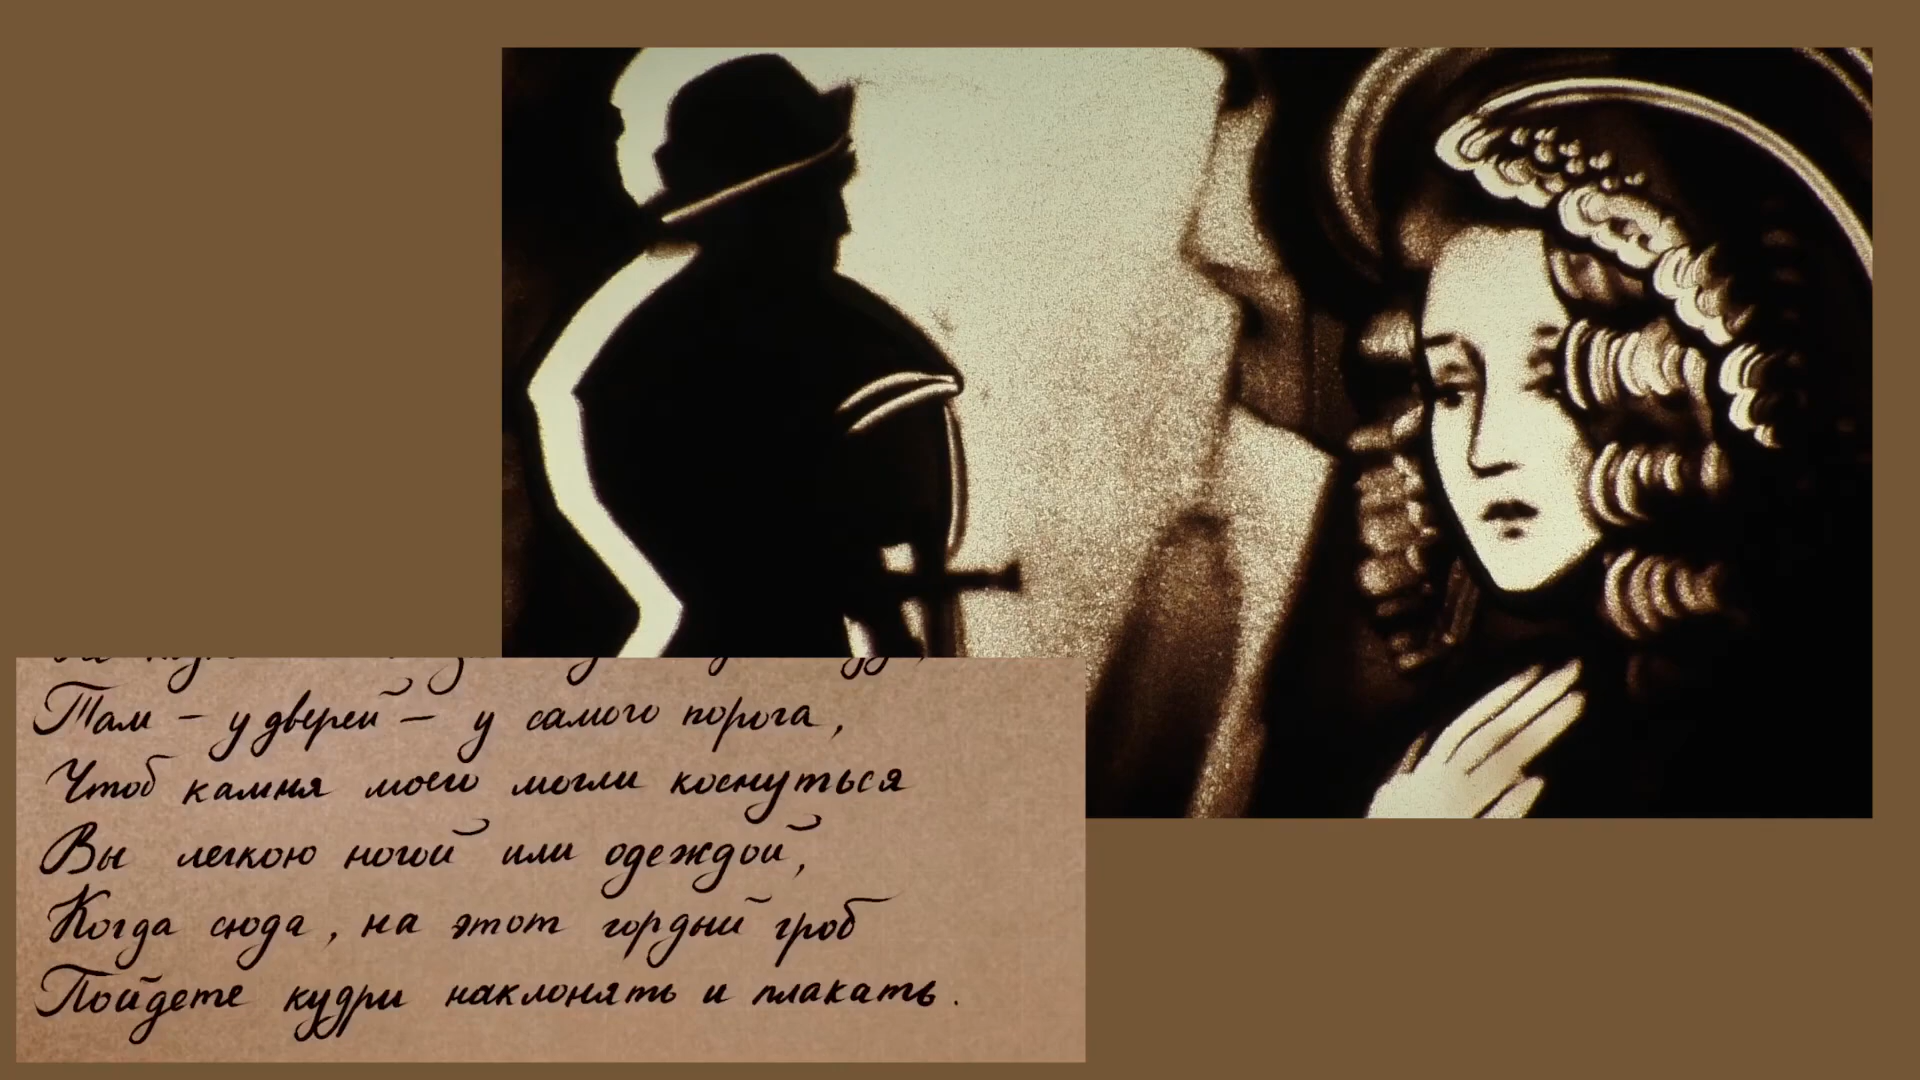 Там – у дверей – у самого порога,
Чтоб камня моего могли коснуться
Вы легкою ногой или одеждой,
Когда сюда, на этот гордый гроб
Пойдете кудри наклонять и плакать.